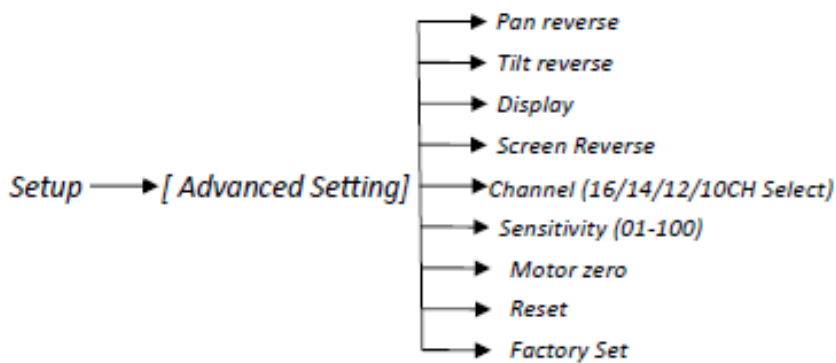 Pan reverse
Tilt reverse
Display
Screen Reverse
Setup [ Advanced Setting] Channel (16/14/12/10CH Select)
Sensitivity (01-100)
Motor zero
Reset
Factory Set